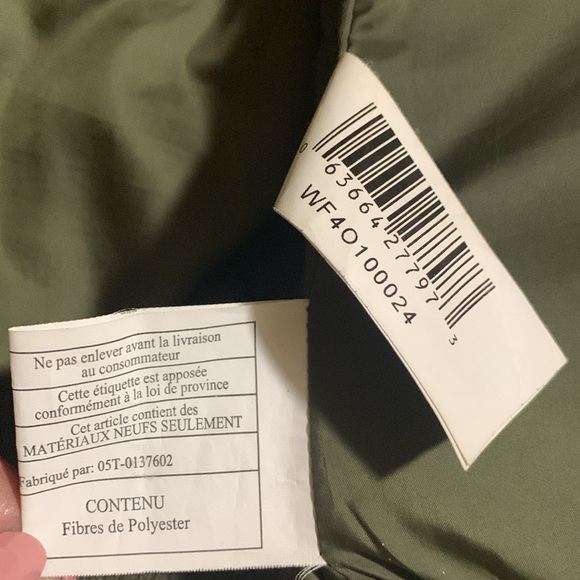 0 63664 27797 3
WF4O100024
Ne pas enlever avant la livraison
au consommateur
Cette étiquette est apposée
conformément à la loi de province
Cet article contient des
MATÉRIAUX NEUFS SEULEMENT
Fabriqué par: 05T-0137602
CONTENU
Fibres de Polyester